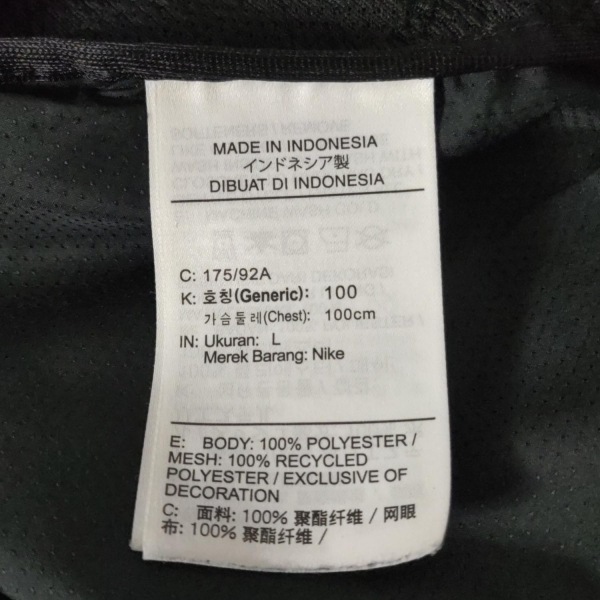 MADE IN INDONESIA
インドネシア製
DIBUAT DI INDONESIA
C: 175/92A
K: 호칭(Generic): 100
가슴둘레(Chest): 100cm
IN: Ukuran: L
Merek Barang: Nike
E: BODY: 100% POLYESTER /
MESH: 100% RECYCLED
POLYESTER / EXCLUSIVE OF
DECORATION
C: 面料: 100% 聚酯纤维 / 网眼
布: 100% 聚酯纤维 /